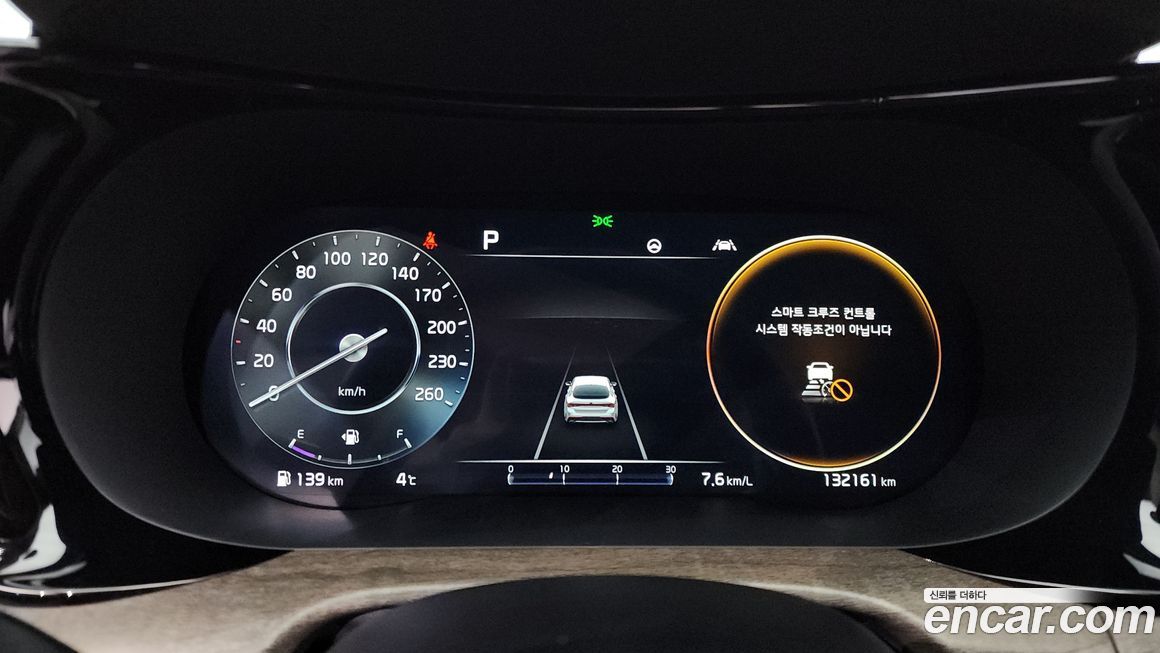 P
0
20
40
60
80
100
120
140
170
200
230
260
km/h
E
F
139 km
4℃
0 10 20 30
7.6 km/L
132161 km
스마트 크루즈 컨트롤
시스템 작동조건이 아닙니다
신뢰를 더하다
encar.com